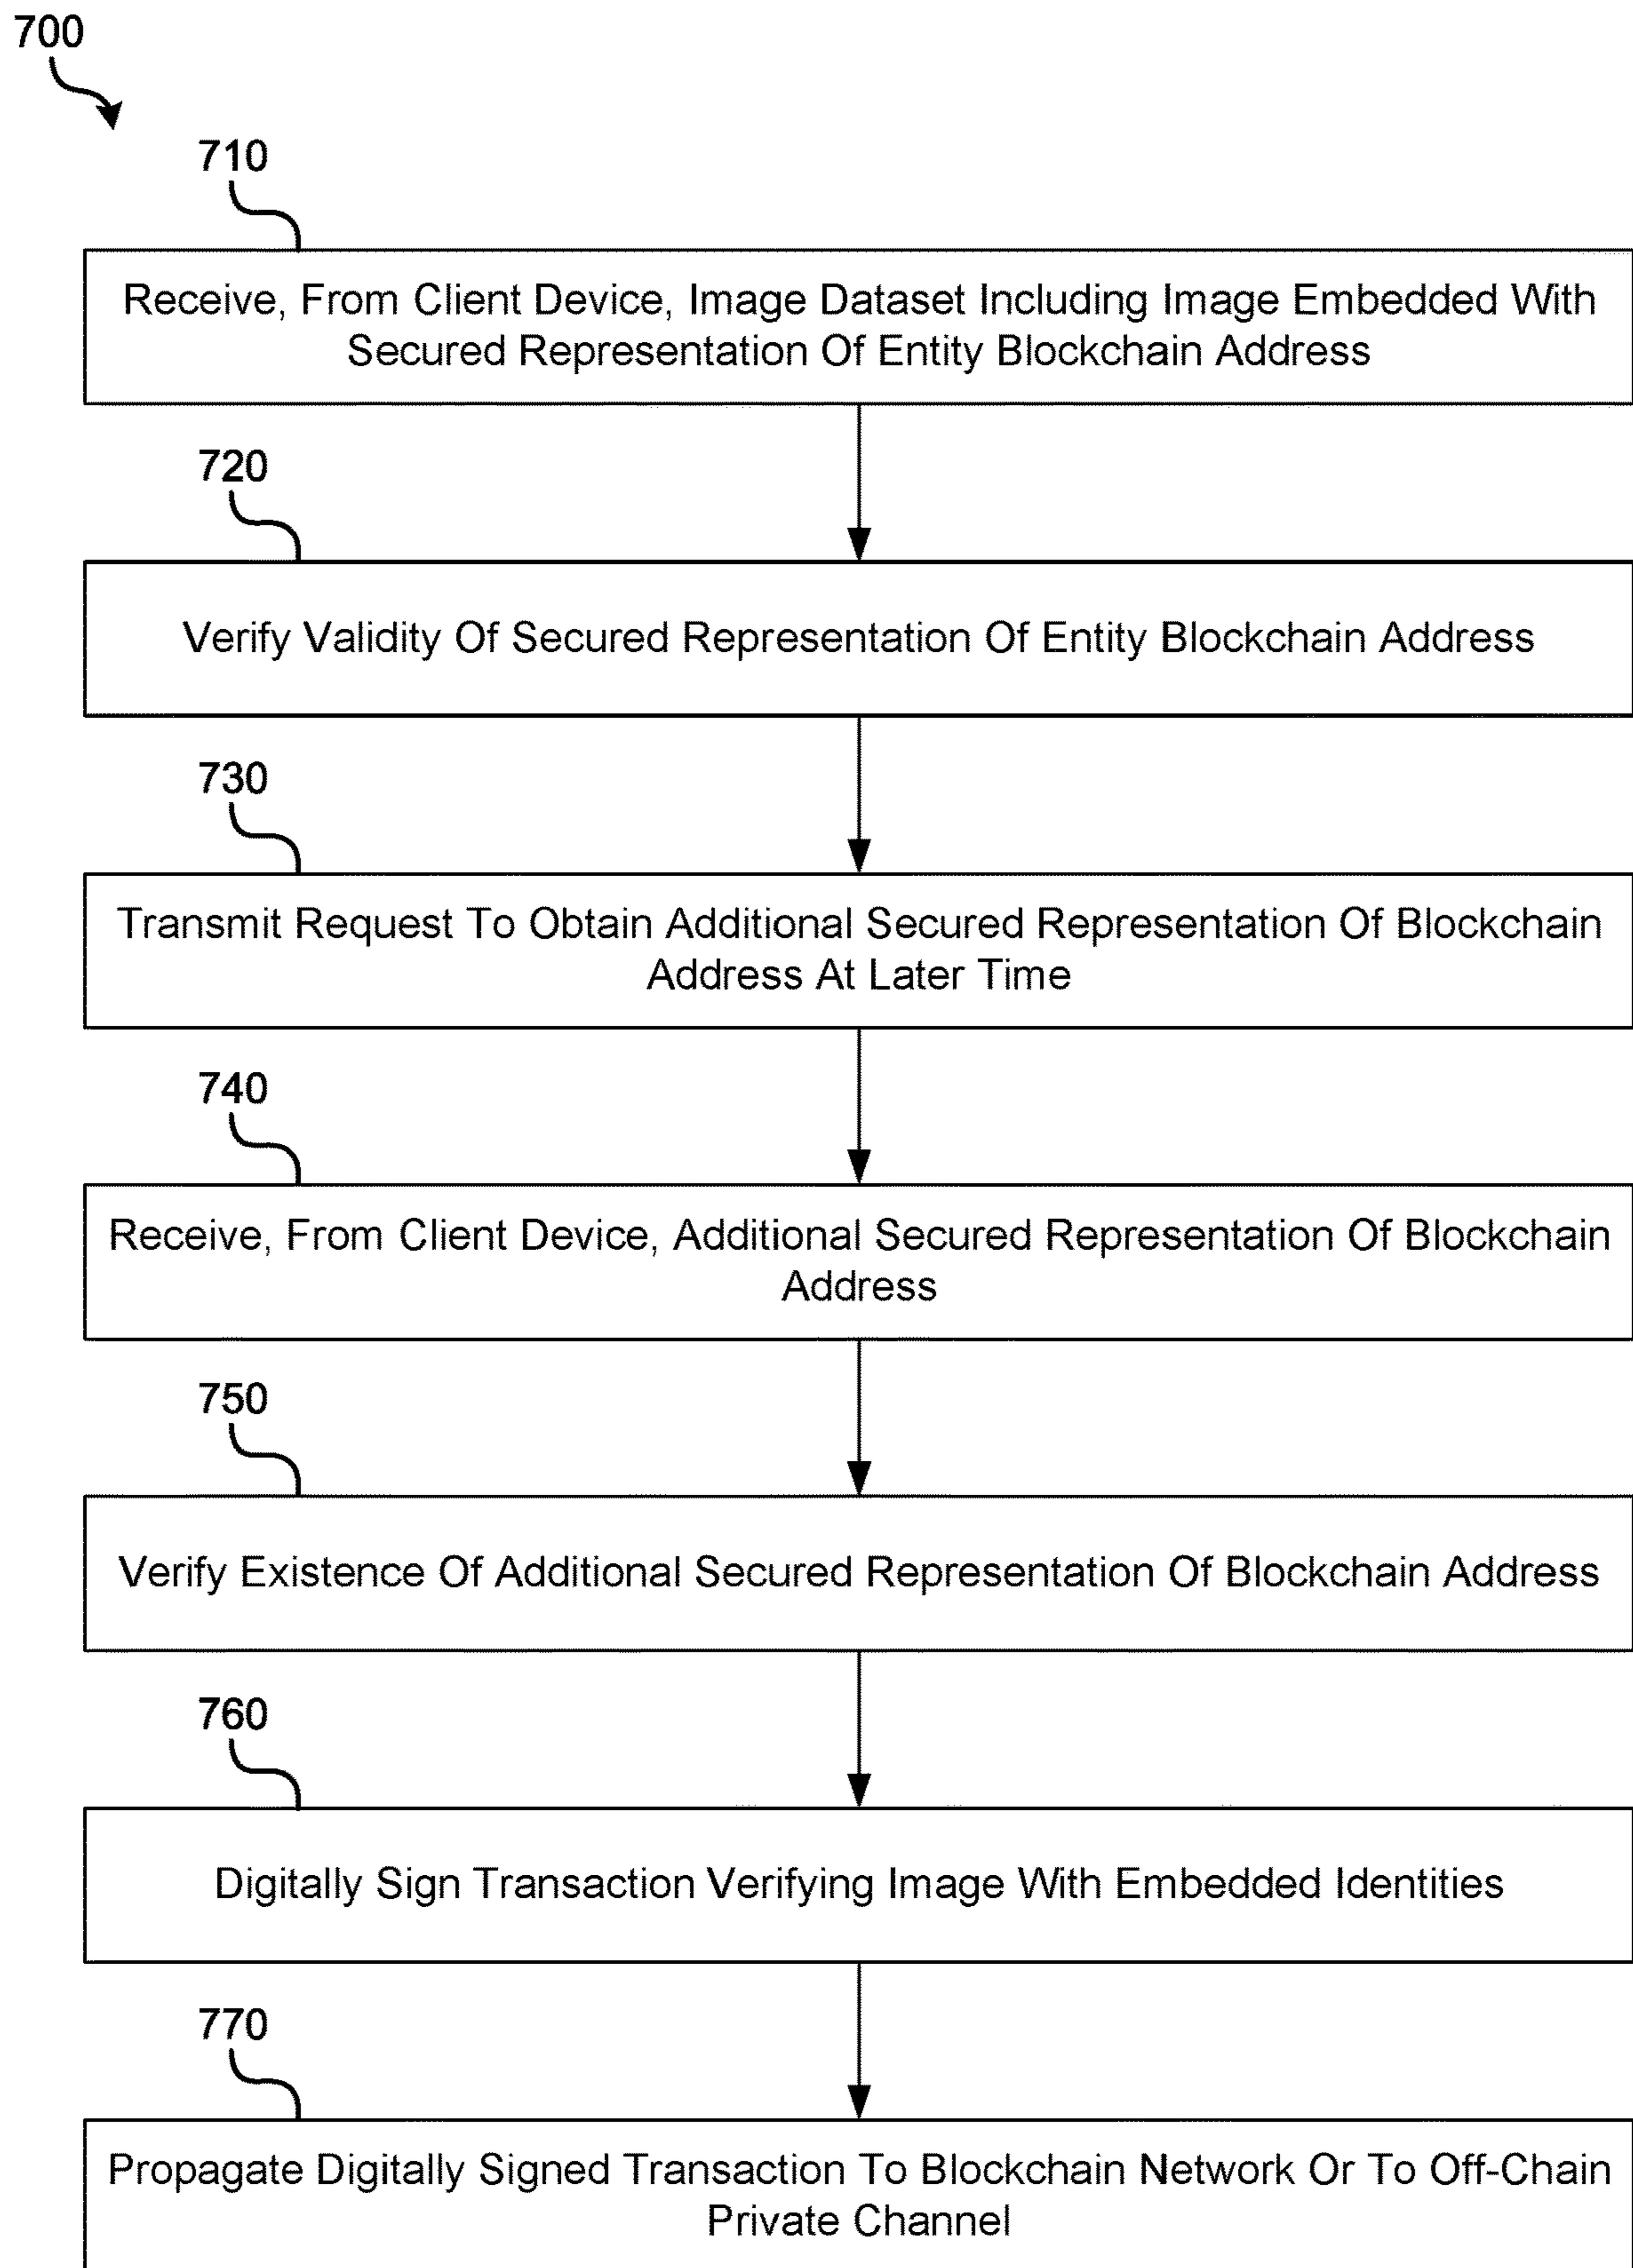 700
710
Receive, From Client Device, Image Dataset Including Image Embedded With
Secured Representation Of Entity Blockchain Address
720
Verify Validity Of Secured Representation Of Entity Blockchain Address
730
Transmit Request To Obtain Additional Secured Representation Of Blockchain
Address At Later Time
740
Receive, From Client Device, Additional Secured Representation Of Blockchain
Address
750
Verify Existence Of Additional Secured Representation Of Blockchain Address
760
Digitally Sign Transaction Verifying Image With Embedded Identities
770
Propagate Digitally Signed Transaction To Blockchain Network Or To Off-Chain
Private Channel